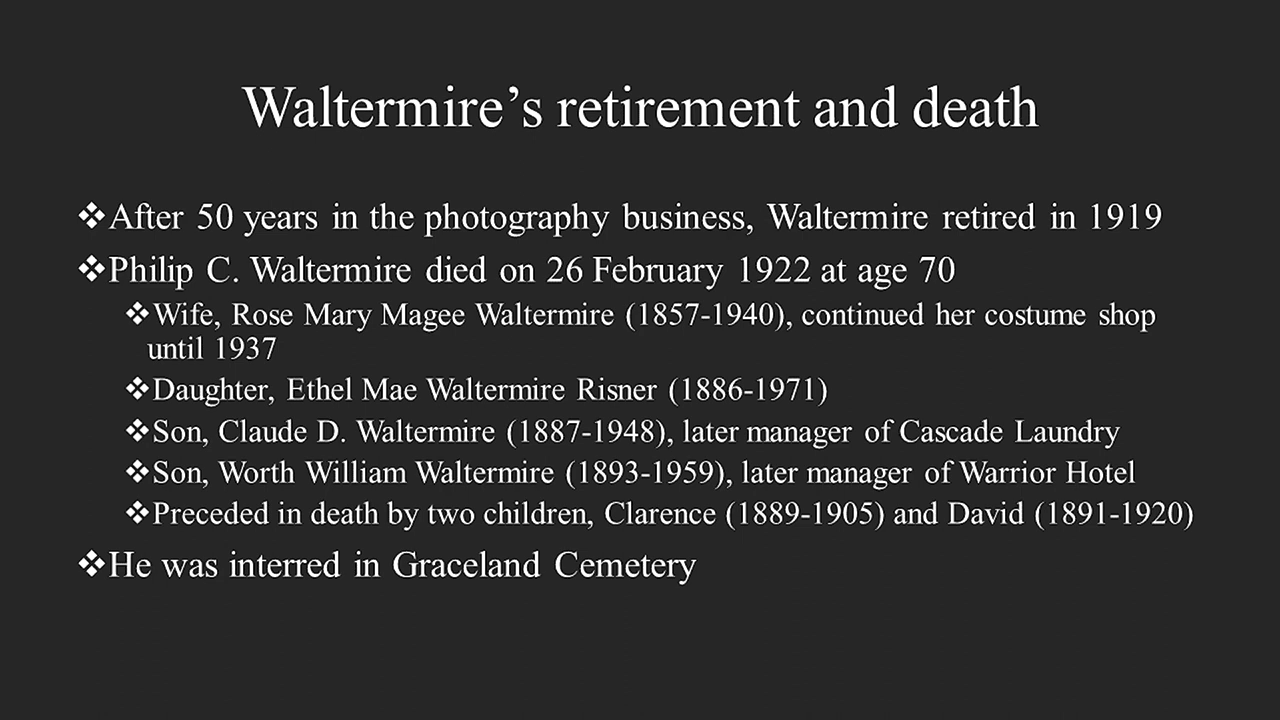 Waltermire’s retirement and death
❖After 50 years in the photography business, Waltermire retired in 1919
❖Philip C. Waltermire died on 26 February 1922 at age 70
❖Wife, Rose Mary Magee Waltermire (1857-1940), continued her costume shop
until 1937
❖Daughter, Ethel Mae Waltermire Risner (1886-1971)
❖Son, Claude D. Waltermire (1887-1948), later manager of Cascade Laundry
❖Son, Worth William Waltermire (1893-1959), later manager of Warrior Hotel
❖Preceded in death by two children, Clarence (1889-1905) and David (1891-1920)
❖He was interred in Graceland Cemetery